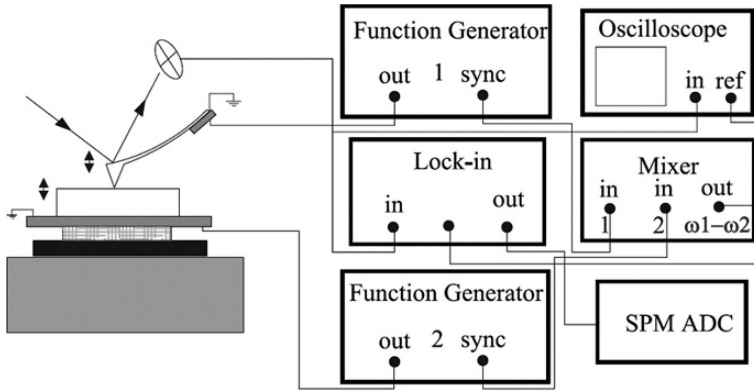 Function Generator
out 1 sync
Oscilloscope
in ref
Lock-in
in out
Mixer
in in out
1 2 ω1−ω2
Function Generator
out 2 sync
SPM ADC